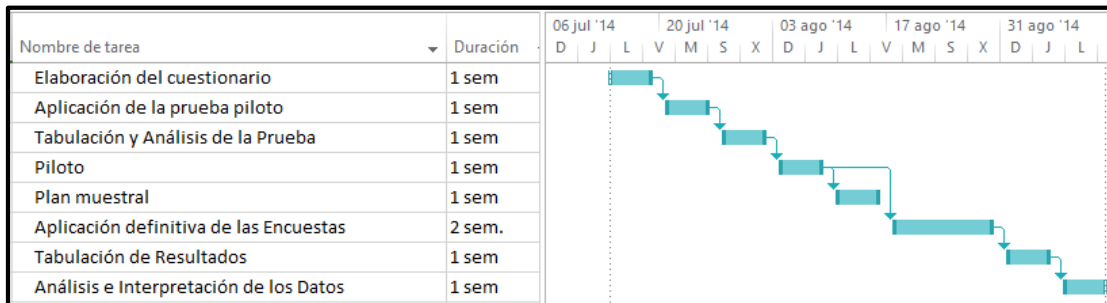 06 jul '14 20 jul '14 03 ago '14 17 ago '14 31 ago '14
Nombre de tarea Duración D J L V M S X D J L V M S X D J L
Elaboración del cuestionario 1 sem
Aplicación de la prueba piloto 1 sem
Tabulación y Análisis de la Prueba 1 sem
Piloto 1 sem
Plan muestral 1 sem
Aplicación definitiva de las Encuestas 2 sem.
Tabulación de Resultados 1 sem
Análisis e Interpretación de los Datos 1 sem